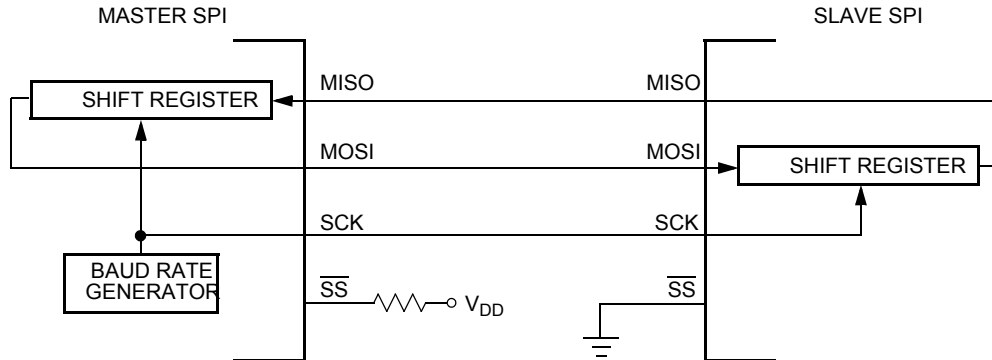 MASTER SPI
SLAVE SPI
MISO
MISO
SHIFT REGISTER
MOSI
MOSI
SHIFT REGISTER
SCK
SCK
BAUD RATE
GENERATOR
SS
VDD
SS